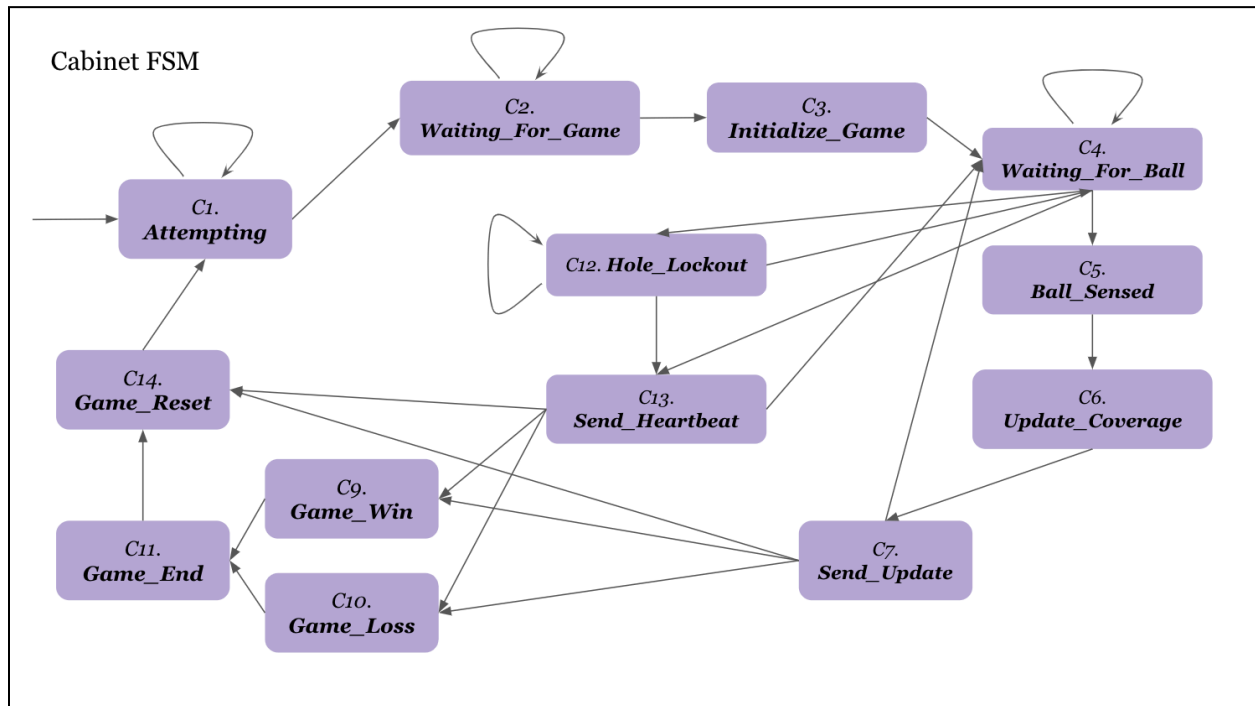 Cabinet FSM
C1.
Attempting
C2.
Waiting_For_Game
C3.
Initialize_Game
C4.
Waiting_For_Ball
C12. Hole_Lockout
C5.
Ball_Sensed
C14.
Game_Reset
C13.
Send_Heartbeat
C6.
Update_Coverage
C9.
Game_Win
C11.
Game_End
C7.
Send_Update
C10.
Game_Loss